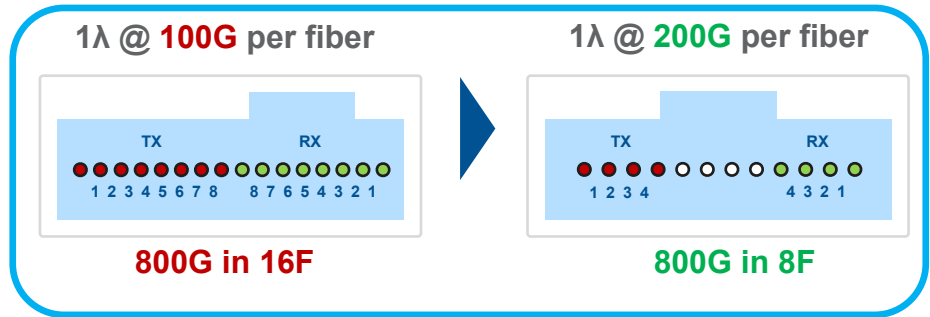 1λ @ 100G per fiber
TX RX
1 2 3 4 5 6 7 8 8 7 6 5 4 3 2 1
800G in 16F
1λ @ 200G per fiber
TX RX
1 2 3 4 4 3 2 1
800G in 8F